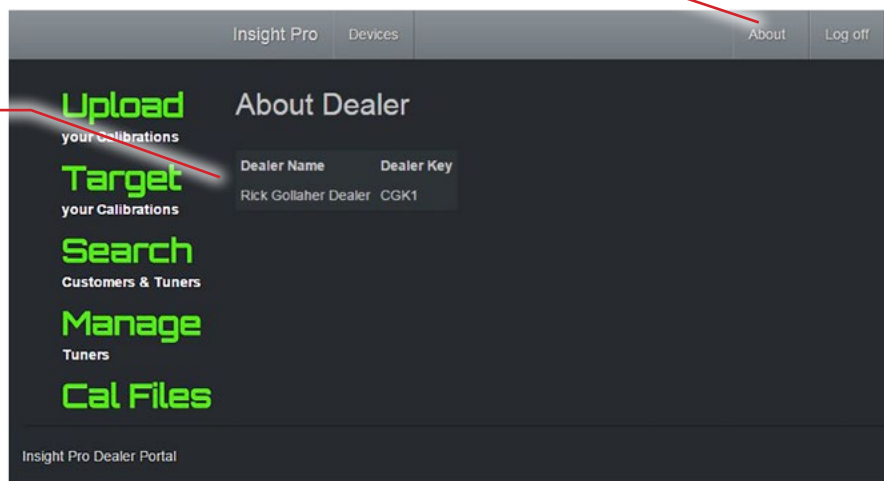 Insight Pro Devices About Log off
Upload
your Calibrations
Target
your Calibrations
Search
Customers & Tuners
Manage
Tuners
Cal Files
About Dealer
Dealer Name Dealer Key
Rick Gollaher Dealer CGK1
Insight Pro Dealer Portal